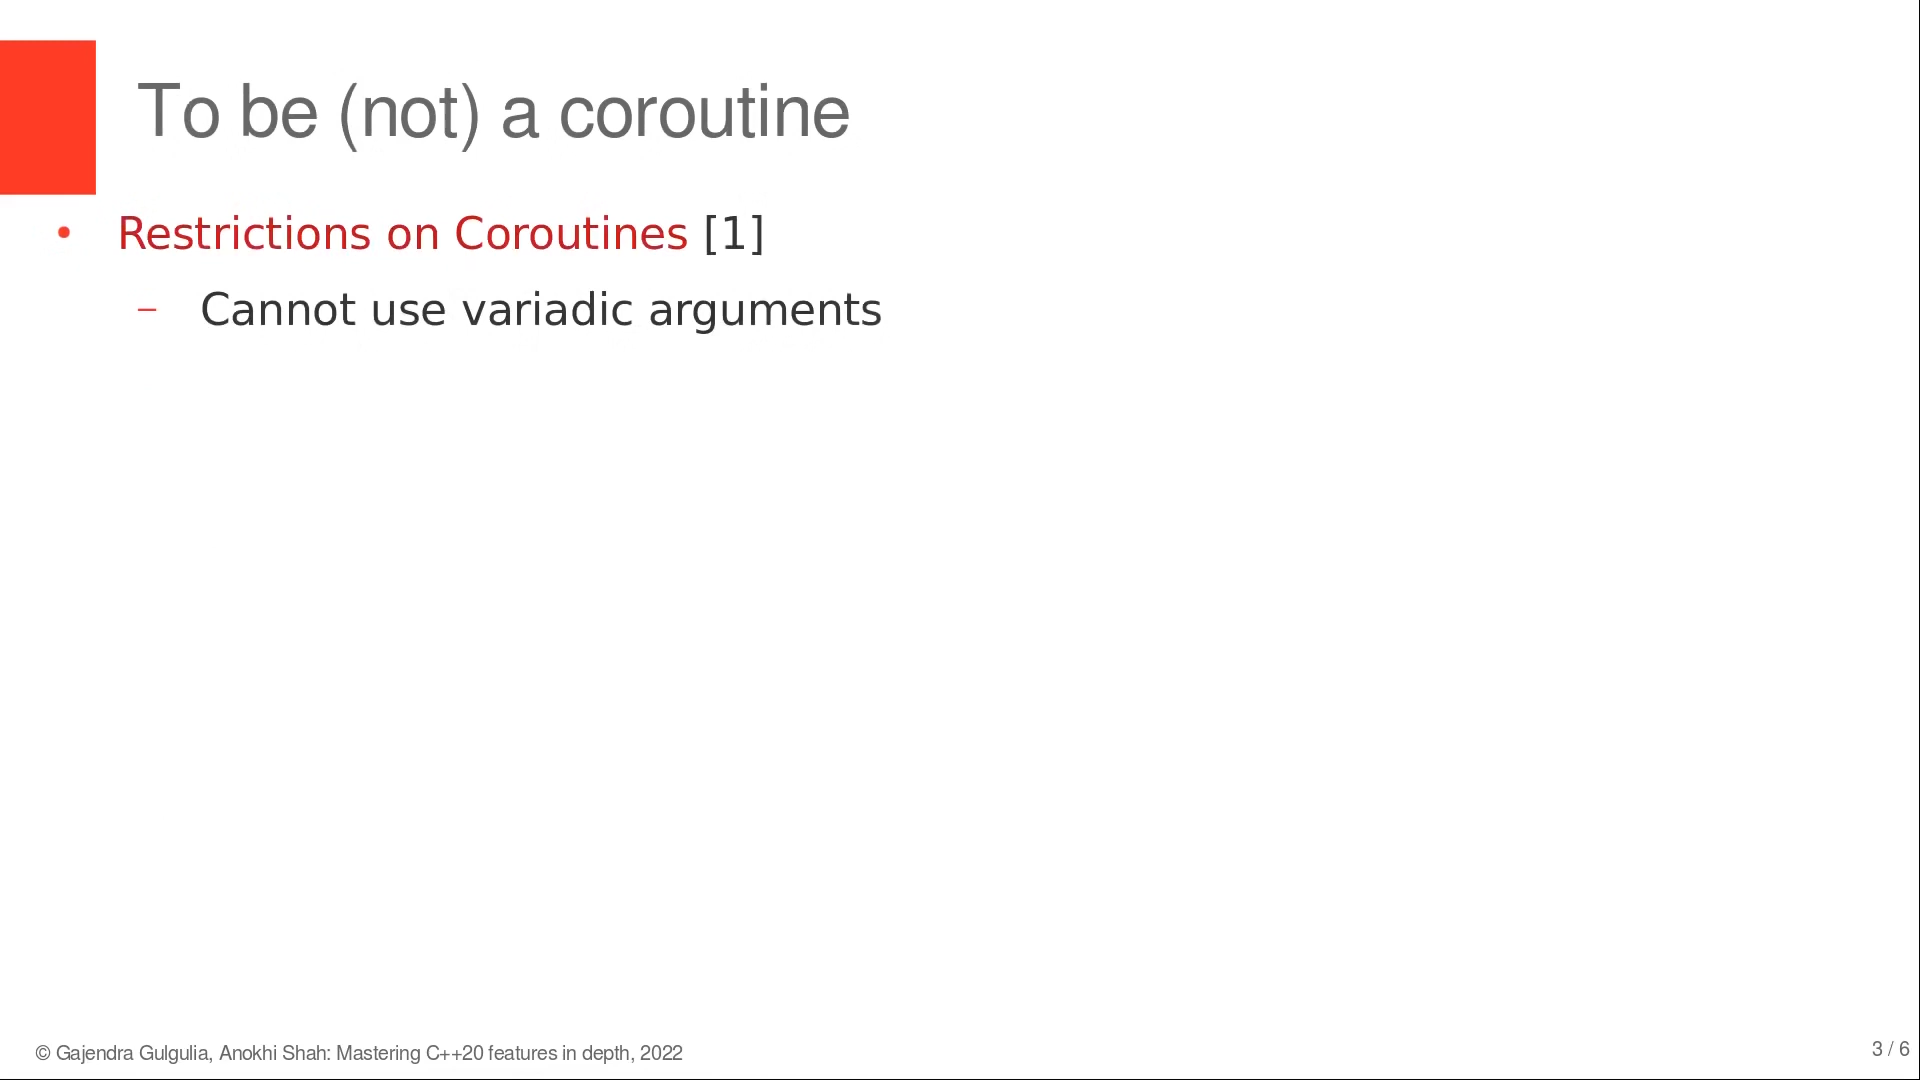 To be (not) a coroutine
• Restrictions on Coroutines [1]
– Cannot use variadic arguments
© Gajendra Gulgulia, Anokhi Shah: Mastering C++20 features in depth, 2022
3 / 6